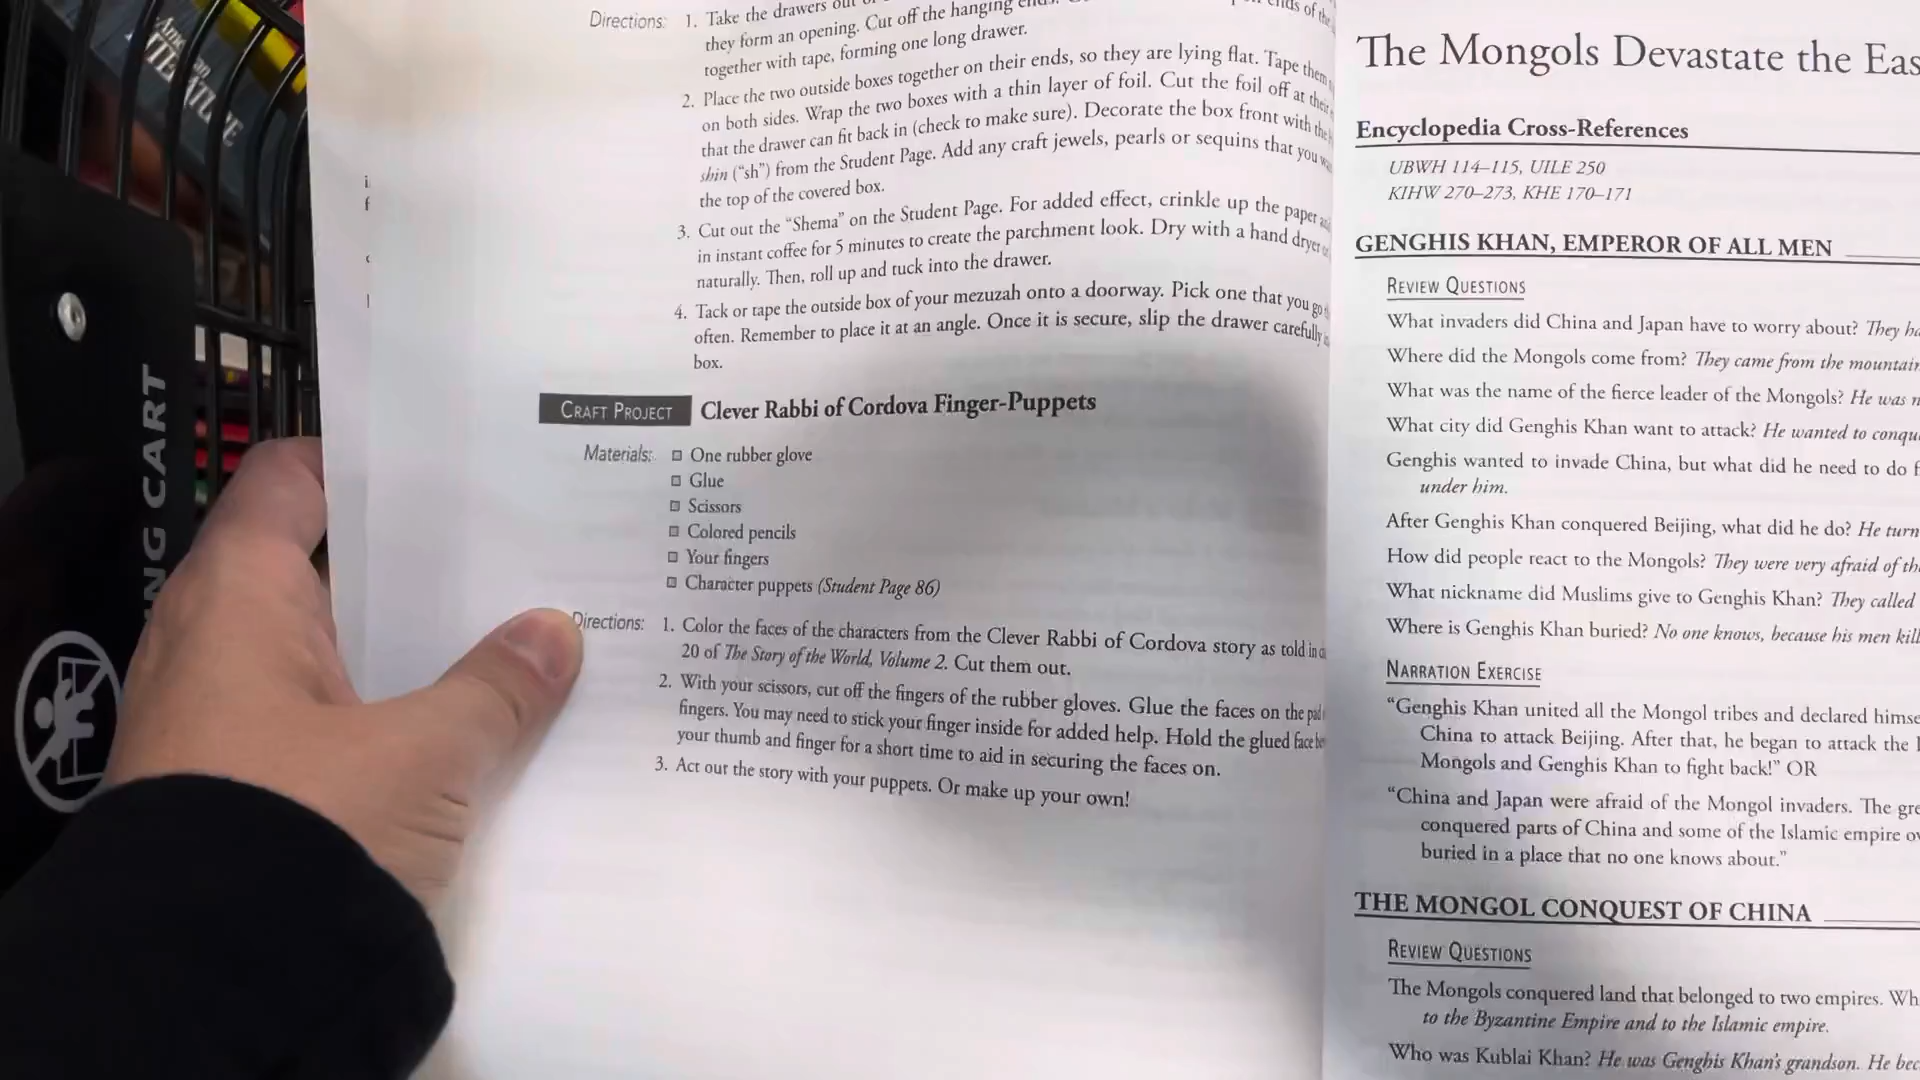 Directions: 1. Take the drawers out
they form an opening. Cut off the hanging ends.
together with tape, forming one long drawer.
2. Place the two outside boxes together on their ends, so they are lying flat. Tape them
on both sides. Wrap the two boxes with a thin layer of foil. Cut the foil off at their
that the drawer can fit back in (check to make sure). Decorate the box front with the
shin (“sh”) from the Student Page. Add any craft jewels, pearls or sequins that you
the top of the covered box.
3. Cut out the “Shema” on the Student Page. For added effect, crinkle up the paper
in instant coffee for 5 minutes to create the parchment look. Dry with a hand dryer
naturally. Then, roll up and tuck into the drawer.
4. Tack or tape the outside box of your mezuzah onto a doorway. Pick one that you go
often. Remember to place it at an angle. Once it is secure, slip the drawer carefully
box.
CRAFT PROJECT Clever Rabbi of Cordova Finger-Puppets
Materials: One rubber glove
Glue
Scissors
Colored pencils
Your fingers
Character puppets (Student Page 86)
Directions: 1. Color the faces of the characters from the Clever Rabbi of Cordova story as told in
20 of The Story of the World, Volume 2. Cut them out.
2. With your scissors, cut off the fingers of the rubber gloves. Glue the faces on the
fingers. You may need to stick your finger inside for added help. Hold the glued face
your thumb and finger for a short time to aid in securing the faces on.
3. Act out the story with your puppets. Or make up your own!
The Mongols Devastate the Eas
Encyclopedia Cross-References
UBWH 114–115, UILE 250
KIHW 270–273, KHE 170–171
GENGHIS KHAN, EMPEROR OF ALL MEN
REVIEW QUESTIONS
What invaders did China and Japan have to worry about? They ha
Where did the Mongols come from? They came from the mountain
What was the name of the fierce leader of the Mongols? He was n
What city did Genghis Khan want to attack? He wanted to conqu
Genghis wanted to invade China, but what did he need to do f
under him.
After Genghis Khan conquered Beijing, what did he do? He turn
How did people react to the Mongols? They were very afraid of th
What nickname did Muslims give to Genghis Khan? They called
Where is Genghis Khan buried? No one knows, because his men kill
NARRATION EXERCISE
“Genghis Khan united all the Mongol tribes and declared himse
China to attack Beijing. After that, he began to attack the
Mongols and Genghis Khan to fight back!” OR
“China and Japan were afraid of the Mongol invaders. The gre
conquered parts of China and some of the Islamic empire ov
buried in a place that no one knows about.”
THE MONGOL CONQUEST OF CHINA
REVIEW QUESTIONS
The Mongols conquered land that belonged to two empires. Wh
to the Byzantine Empire and to the Islamic empire.
Who was Kublai Khan? He was Genghis Khan's grandson. He bec
ING CART